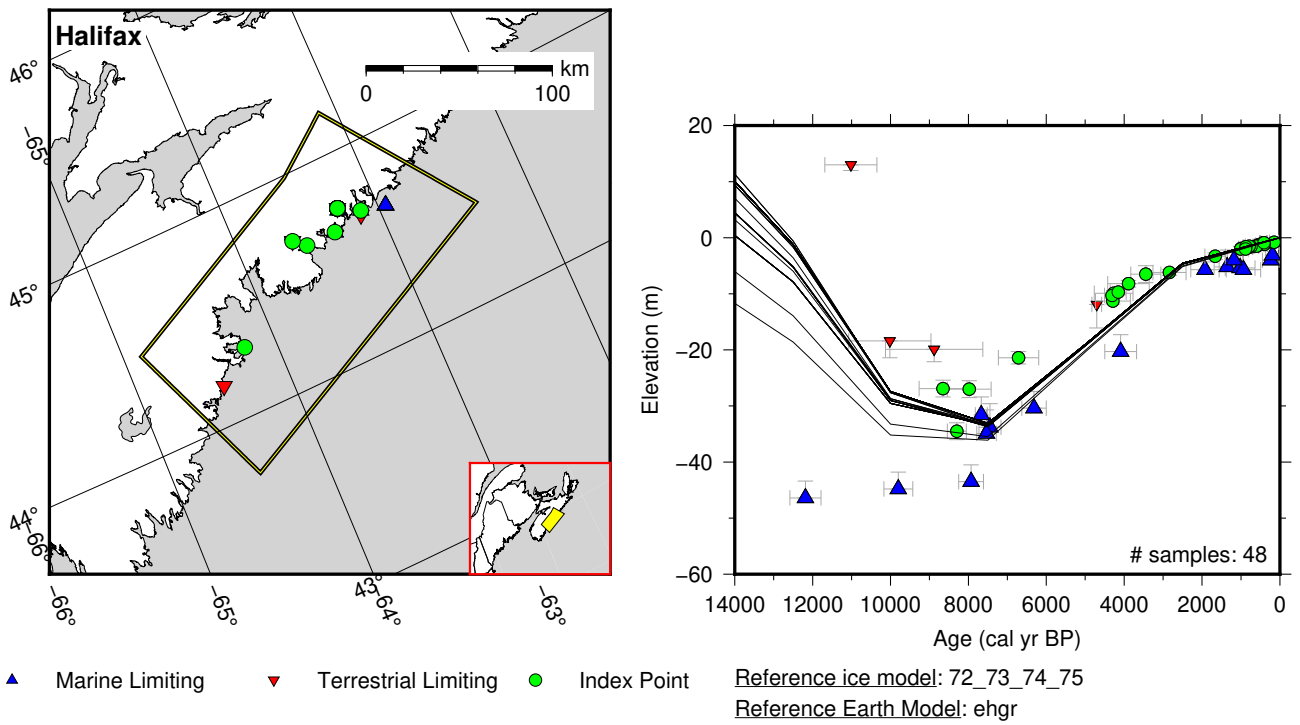 Halifax
km
0 100
46°
-65°
45°
44°
-66°
-66°
-65°
43°
-64°
-63°
20
0
-20
-40
-60
Elevation (m)
# samples: 48
14000 12000 10000 8000 6000 4000 2000 0
Age (cal yr BP)
Marine Limiting Terrestrial Limiting Index Point
Reference ice model: 72_73_74_75
Reference Earth Model: ehgr